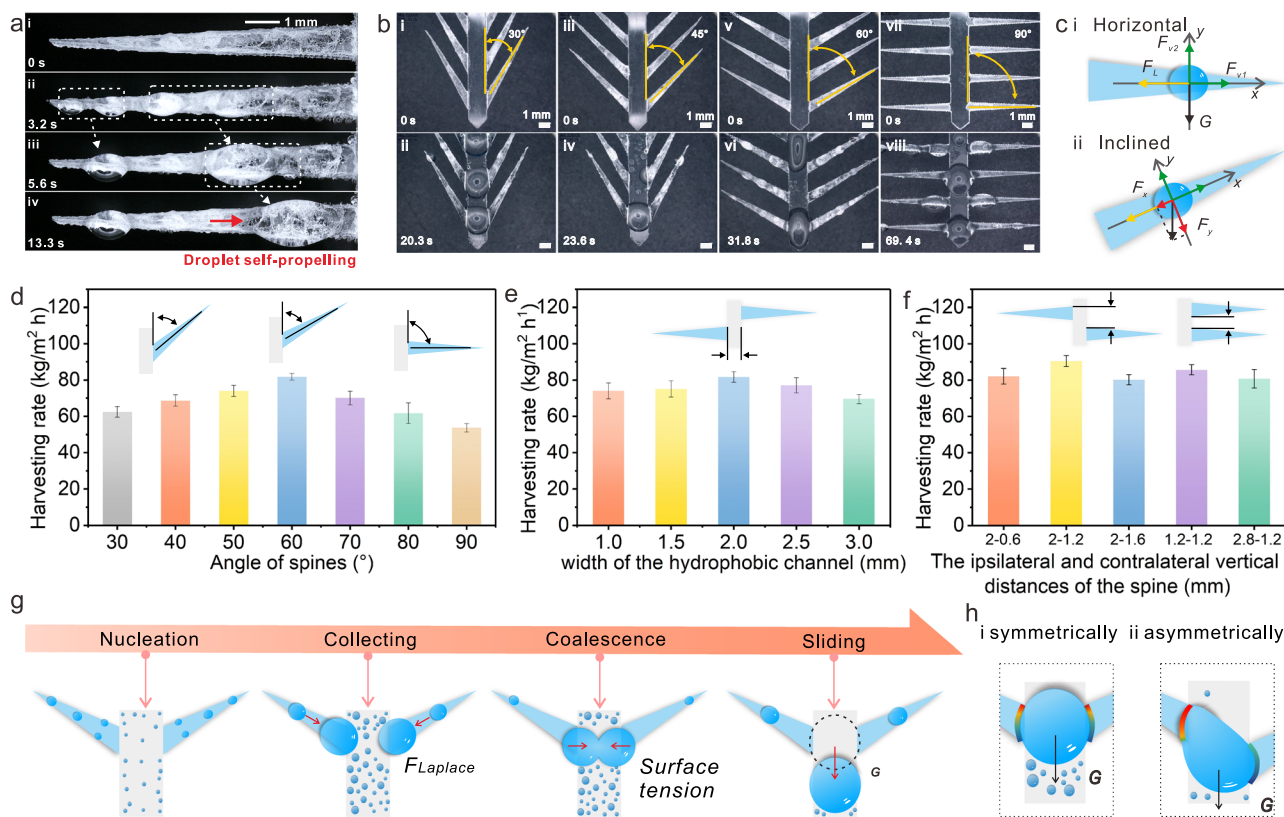 a
i
1 mm
0 s
ii
3.2 s
iii
5.6 s
iv
13.3 s
Droplet self-propelling
b
i
30°
0 s
1 mm
iii
45°
0 s
1 mm
v
60°
0 s
1 mm
vii
90°
0 s
1 mm
ii
20.3 s
iv
23.6 s
vi
31.8 s
viii
69. 4 s
c
i Horizontal
y
F_v2
F_L
F_v1
x
G
ii Inclined
y
F_x
x
F_y
d
Harvesting rate (kg/m² h)
120
100
80
60
40
20
0
30 40 50 60 70 80 90
Angle of spines (°)
e
Harvesting rate (kg/m² h¹)
120
100
80
60
40
20
0
1.0 1.5 2.0 2.5 3.0
width of the hydrophobic channel (mm)
f
Harvesting rate (kg/m² h)
120
100
80
60
40
20
0
2-0.6 2-1.2 2-1.6 1.2-1.2 2.8-1.2
The ipsilateral and contralateral vertical
distances of the spine (mm)
g
Nucleation Collecting Coalescence Sliding
F_Laplace
Surface
tension
G
h
i symmetrically ii asymmetrically
G
G